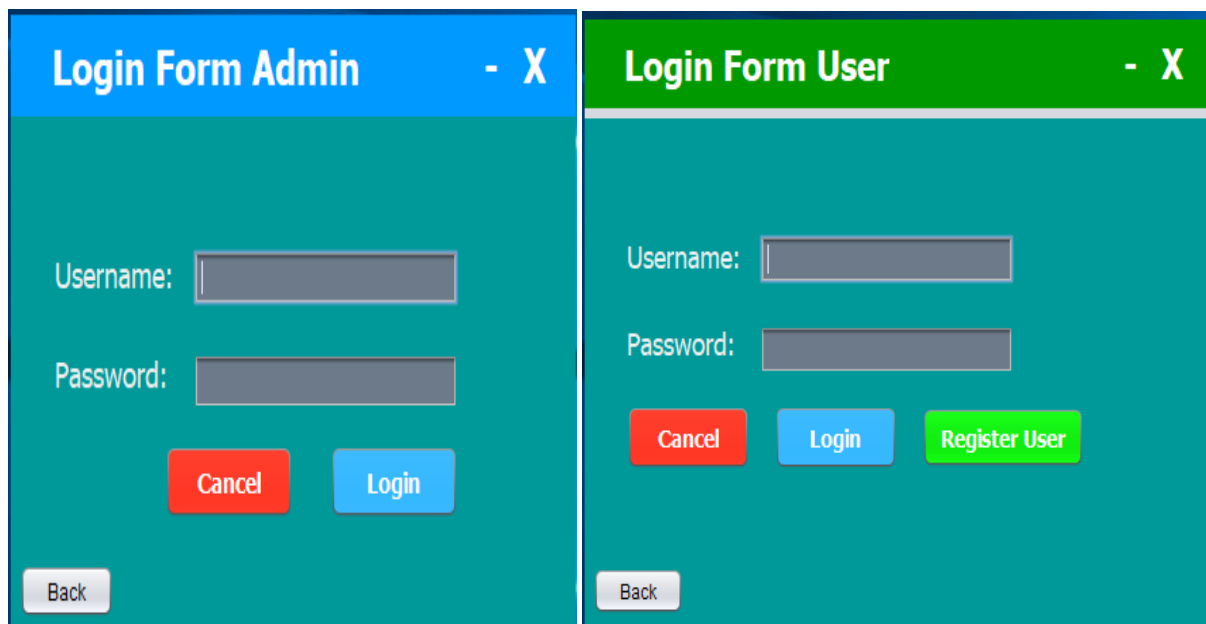 Login Form Admin - X
Username:
Password:
Cancel Login
Back
Login Form User - X
Username:
Password:
Cancel Login Register User
Back